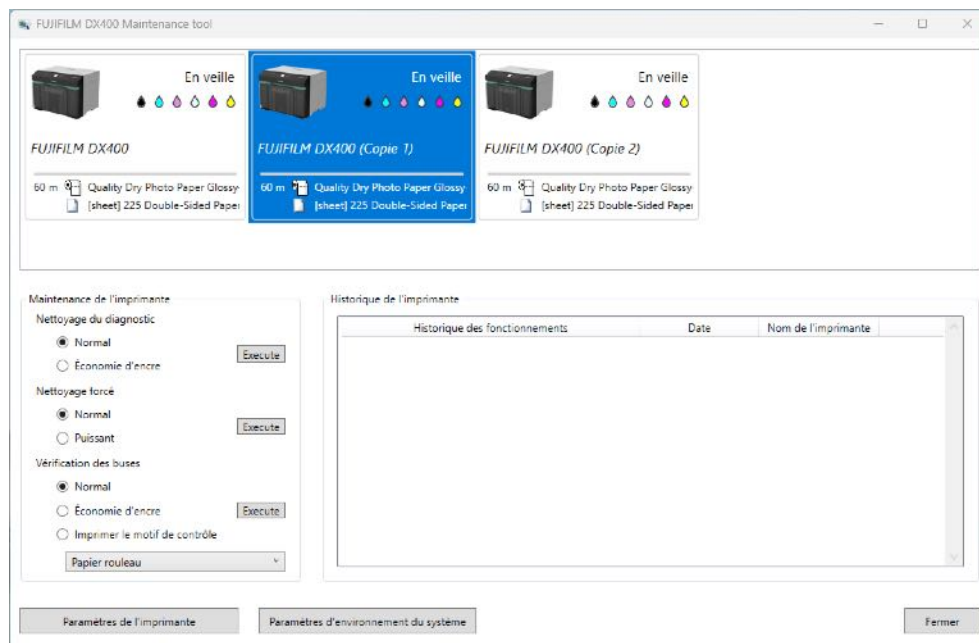 FUJIFILM DX400 Maintenance tool
En veille
FUJIFILM DX400
60 m Quality Dry Photo Paper Glossy
[sheet] 225 Double-Sided Paper
En veille
FUJIFILM DX400 (Copie 1)
60 m Quality Dry Photo Paper Glossy
[sheet] 225 Double-Sided Paper
En veille
FUJIFILM DX400 (Copie 2)
60 m Quality Dry Photo Paper Glossy
[sheet] 225 Double-Sided Paper
Maintenance de l'imprimante
Nettoyage du diagnostic
Normal
Économie d'encre
Execute
Nettoyage forcé
Normal
Puissant
Execute
Vérification des buses
Normal
Économie d'encre
Execute
Imprimer le motif de contrôle
Papier rouleau
Historique de l'imprimante
Historique des fonctionnements Date Nom de l'imprimante
Paramètres de l'imprimante
Paramètres d'environnement du système
Fermer